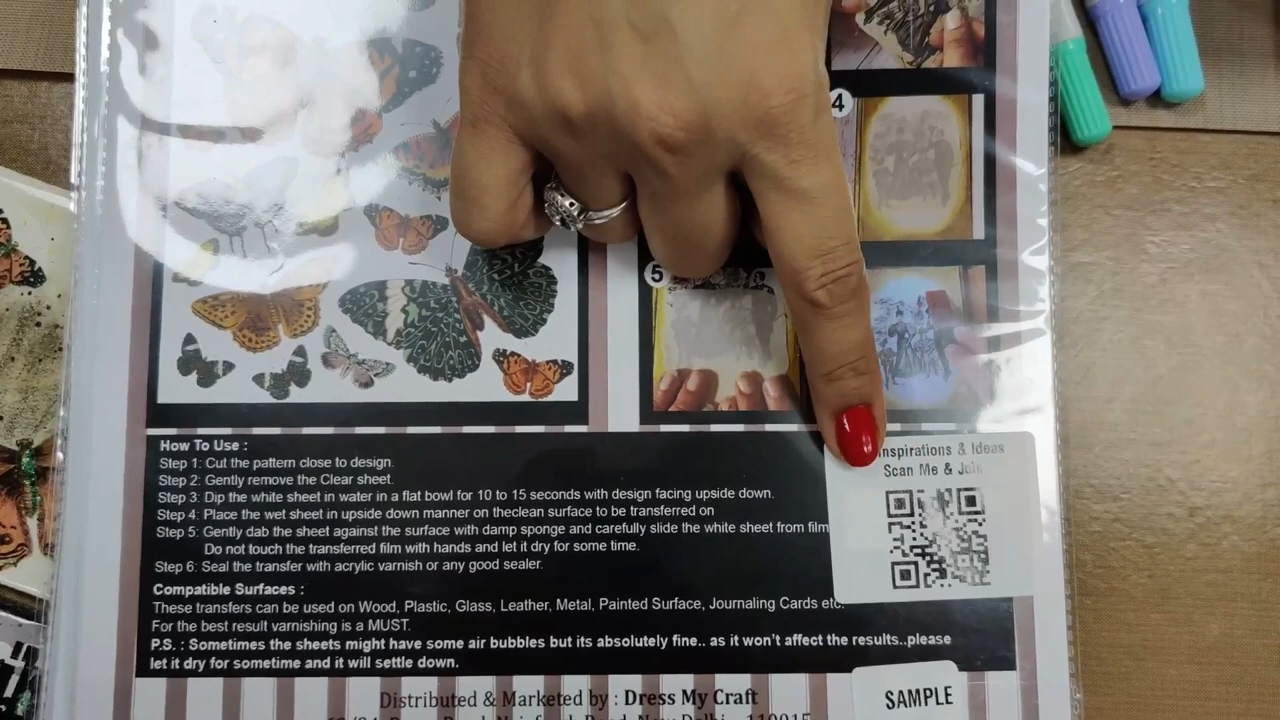 4
5
How To Use :
Step 1: Cut the pattern close to design.
Step 2: Gently remove the Clear sheet.
Step 3: Dip the white sheet in water in a flat bowl for 10 to 15 seconds with design facing upside down.
Step 4: Place the wet sheet in upside down manner on theclean surface to be transferred on
Step 5: Gently dab the sheet against the surface with damp sponge and carefully slide the white sheet from film
Do not touch the transferred film with hands and let it dry for some time.
Step 6: Seal the transfer with acrylic varnish or any good sealer.
Compatible Surfaces :
These transfers can be used on Wood, Plastic, Glass, Leather, Metal, Painted Surface, Journaling Cards etc.
For the best result varnishing is a MUST.
P.S. : Sometimes the sheets might have some air bubbles but its absolutely fine.. as it won't affect the results..please
let it dry for sometime and it will settle down.
nspirations & Ideas
Scan Me & Join
Distributed & Marketed by : Dress My Craft
SAMPLE